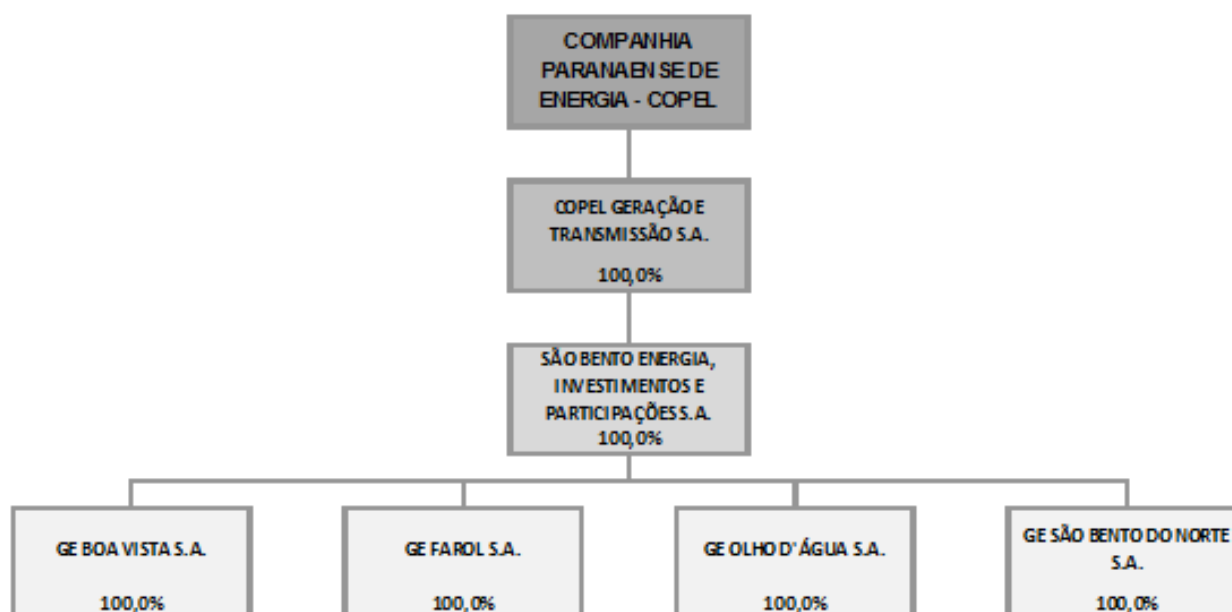 COMPANHIA
PARANAENSE DE
ENERGIA - COPEL
COPEL GERAÇÃO E
TRANSMISSÃO S.A.
100,0%
SÃO BENTO ENERGIA,
INVESTIMENTOS E
PARTICIPAÇÕES S.A.
100,0%
GE BOA VISTA S.A.
100,0%
GE FAROL S.A.
100,0%
GE OLHO D'ÁGUA S.A.
100,0%
GE SÃO BENTO DO NORTE
S.A.
100,0%